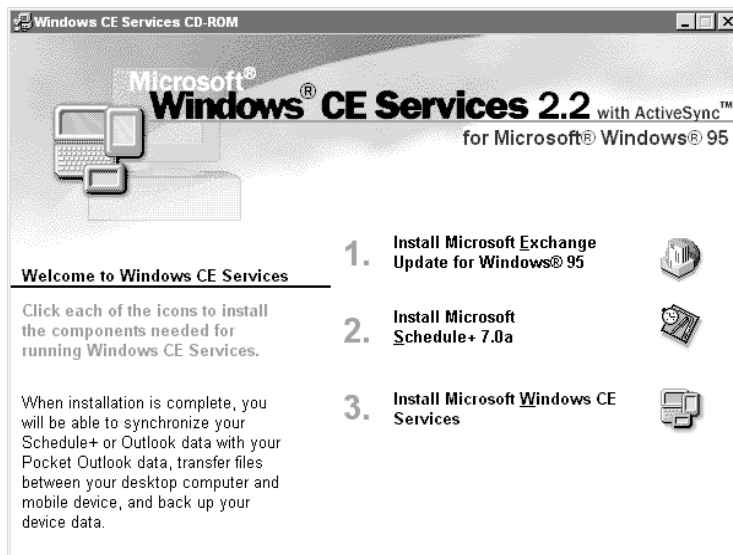 Windows CE Services CD-ROM
Microsoft®
Windows® CE Services 2.2 with ActiveSync™
for Microsoft® Windows® 95
Welcome to Windows CE Services
Click each of the icons to install
the components needed for
running Windows CE Services.
When installation is complete, you
will be able to synchronize your
Schedule+ or Outlook data with your
Pocket Outlook data, transfer files
between your desktop computer and
mobile device, and back up your
device data.
1. Install Microsoft Exchange
Update for Windows® 95
2. Install Microsoft
Schedule+ 7.0a
3. Install Microsoft Windows CE
Services